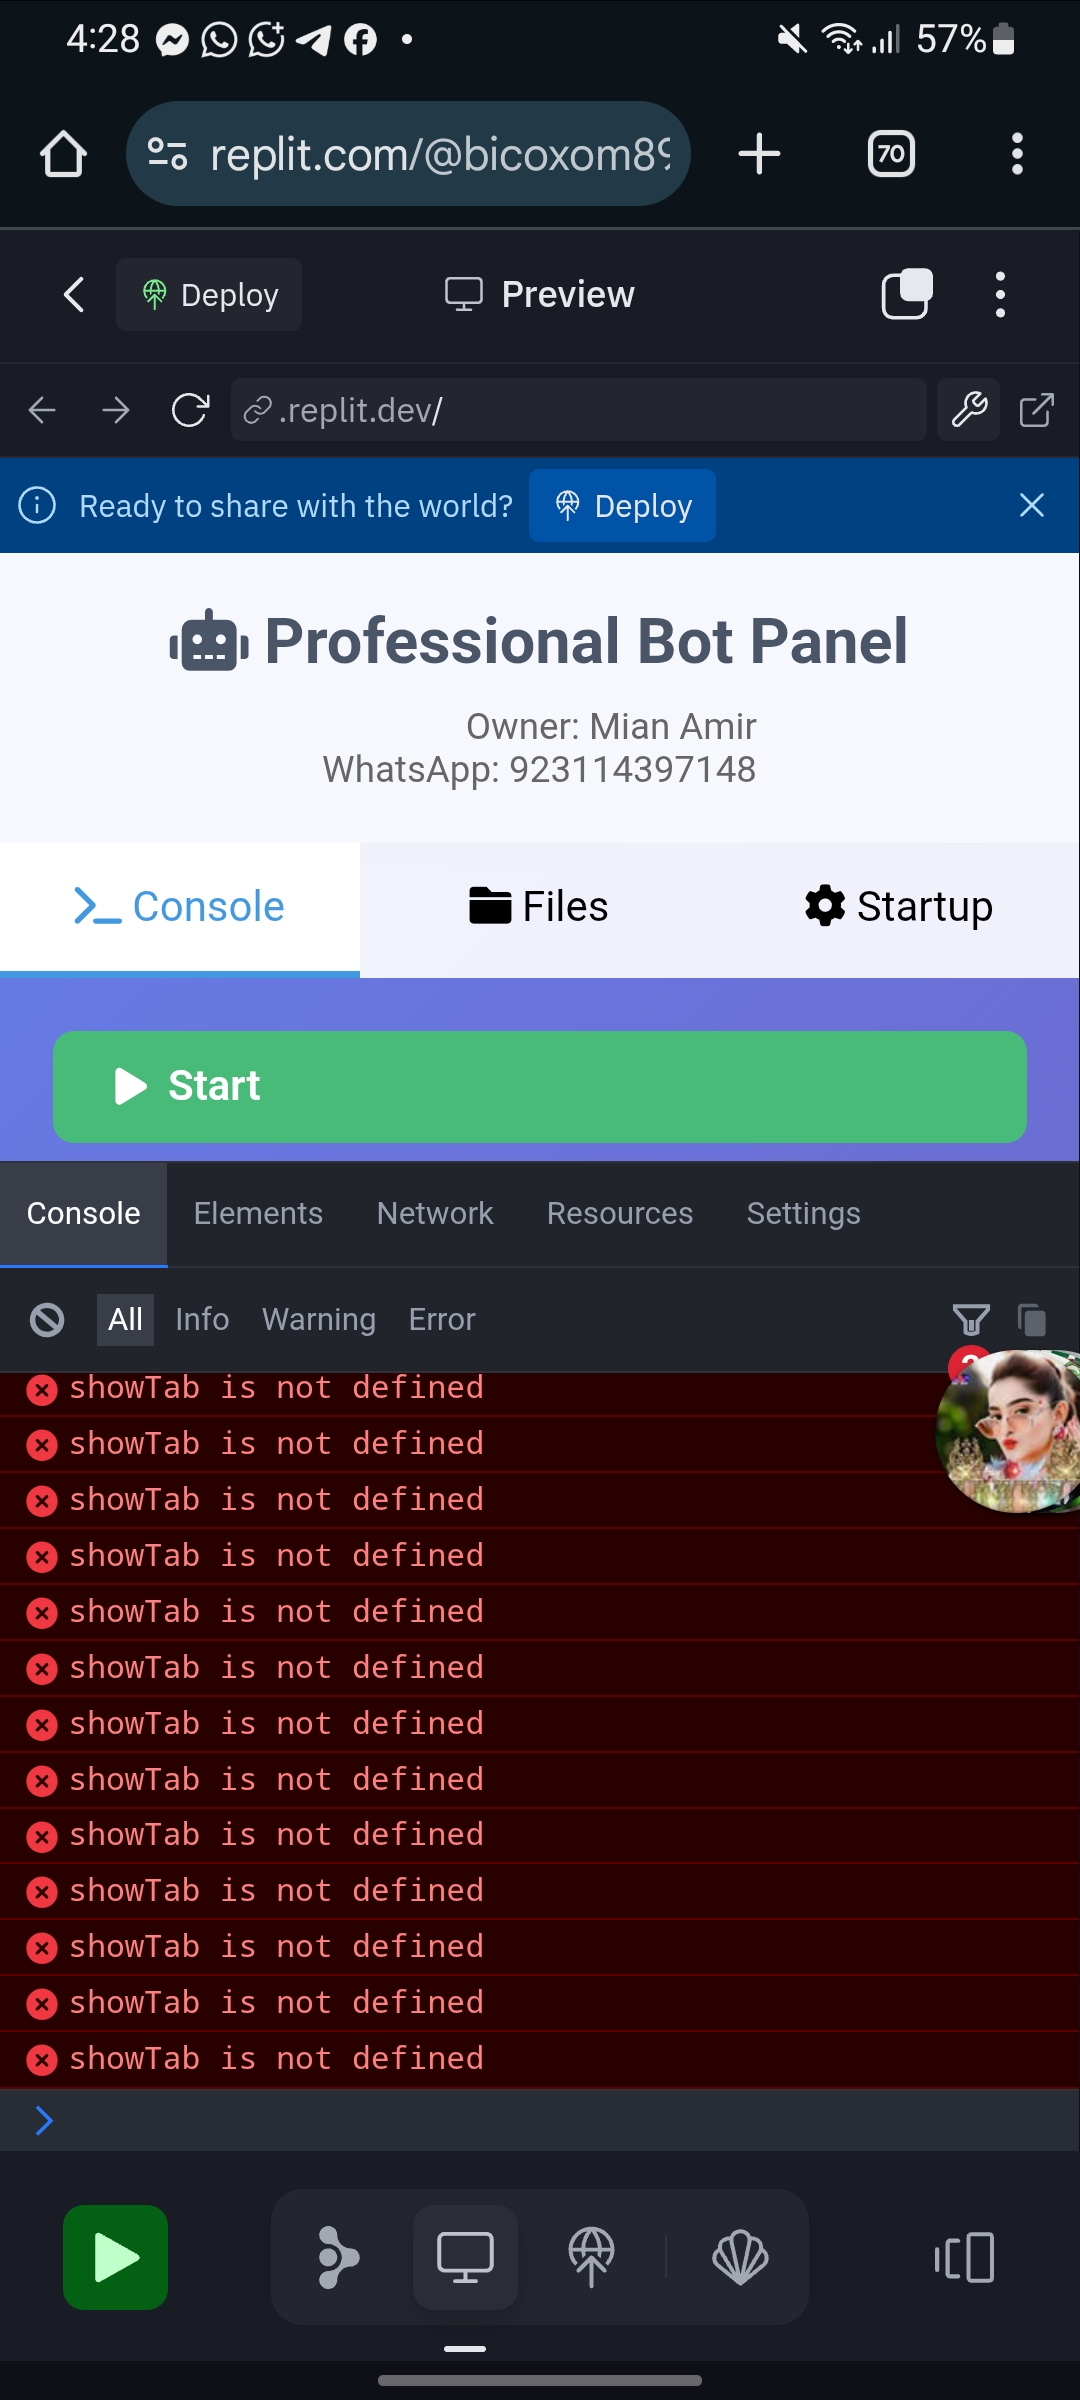 4:28
57%
replit.com/@bicoxom89
70
Deploy
Preview
.replit.dev/
Ready to share with the world?
Deploy
Professional Bot Panel
Owner: Mian Amir
WhatsApp: 923114397148
Console
Files
Startup
Start
Console
Elements
Network
Resources
Settings
All
Info
Warning
Error
showTab is not defined
showTab is not defined
showTab is not defined
showTab is not defined
showTab is not defined
showTab is not defined
showTab is not defined
showTab is not defined
showTab is not defined
showTab is not defined
showTab is not defined
showTab is not defined
showTab is not defined